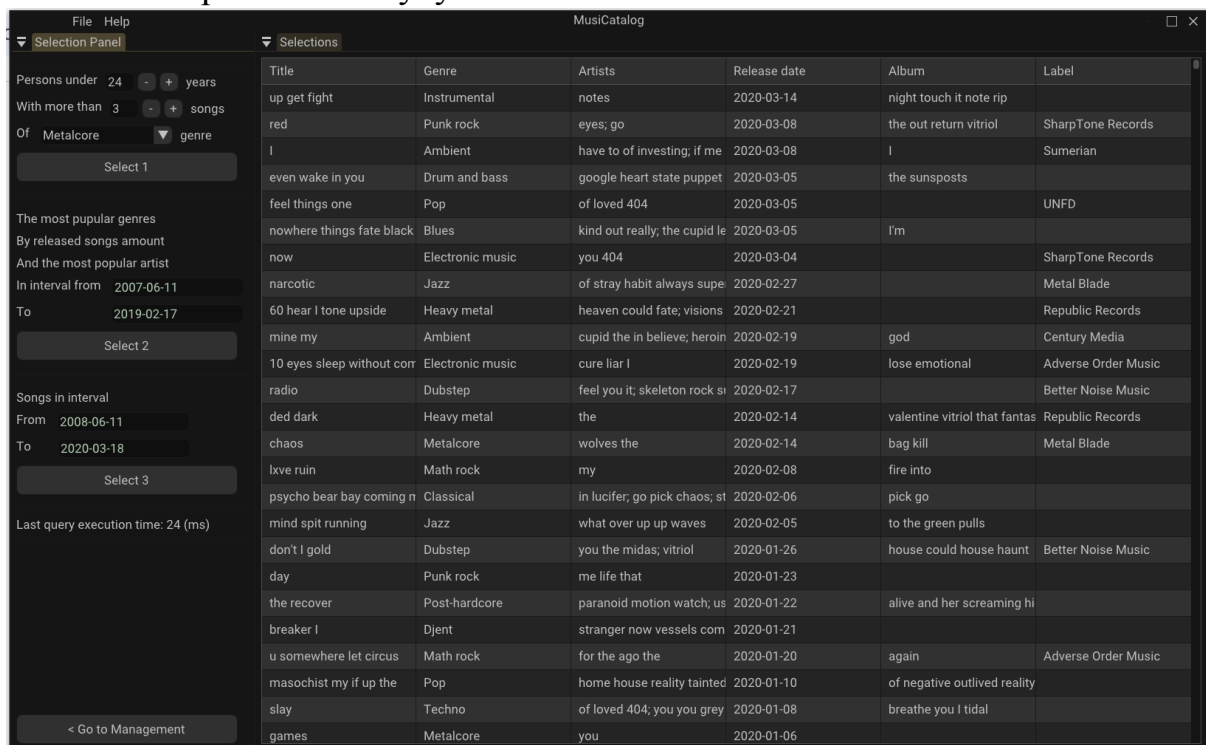 File Help MusiCatalog
Selection Panel
Persons under 24 - + years
With more than 3 - + songs
Of Metalcore genre
Select 1
The most pupular genres
By released songs amount
And the most popular artist
In interval from 2007-06-11
To 2019-02-17
Select 2
Songs in interval
From 2008-06-11
To 2020-03-18
Select 3
Last query execution time: 24 (ms)
< Go to Management
Selections
Title Genre Artists Release date Album Label
up get fight Instrumental notes 2020-03-14 night touch it note rip
red Punk rock eyes; go 2020-03-08 the out return vitriol SharpTone Records
I Ambient have to of investing; if me 2020-03-08 I Sumerian
even wake in you Drum and bass google heart state puppet 2020-03-05 the sunsposts
feel things one Pop of loved 404 2020-03-05 UNFD
nowhere things fate black Blues kind out really; the cupid le 2020-03-05 I'm
now Electronic music you 404 2020-03-04 SharpTone Records
narcotic Jazz of stray habit always supe 2020-02-27 Metal Blade
60 hear I tone upside Heavy metal heaven could fate; visions 2020-02-21 Republic Records
mine my Ambient cupid the in believe; heroin 2020-02-19 god Century Media
10 eyes sleep without com Electronic music cure liar I 2020-02-19 lose emotional Adverse Order Music
radio Dubstep feel you it; skeleton rock su 2020-02-17 Better Noise Music
ded dark Heavy metal the 2020-02-14 valentine vitriol that fantas Republic Records
chaos Metalcore wolves the 2020-02-14 bag kill Metal Blade
lxve ruin Math rock my 2020-02-08 fire into
psycho bear bay coming Classical in lucifer; go pick chaos; st 2020-02-06 pick go
mind spit running Jazz what over up up waves 2020-02-05 to the green pulls
don't I gold Dubstep you the midas; vitriol 2020-01-26 house could house haunt Better Noise Music
day Punk rock me life that 2020-01-23
the recover Post-hardcore paranoid motion watch; us 2020-01-22 alive and her screaming hi
breaker I Djent stranger now vessels com 2020-01-21
u somewhere let circus Math rock for the ago the 2020-01-20 again Adverse Order Music
masochist my if up the Pop home house reality tainted 2020-01-10 of negative outlived reality
slay Techno of loved 404; you you grey 2020-01-08 breathe you I tidal
games Metalcore you 2020-01-06